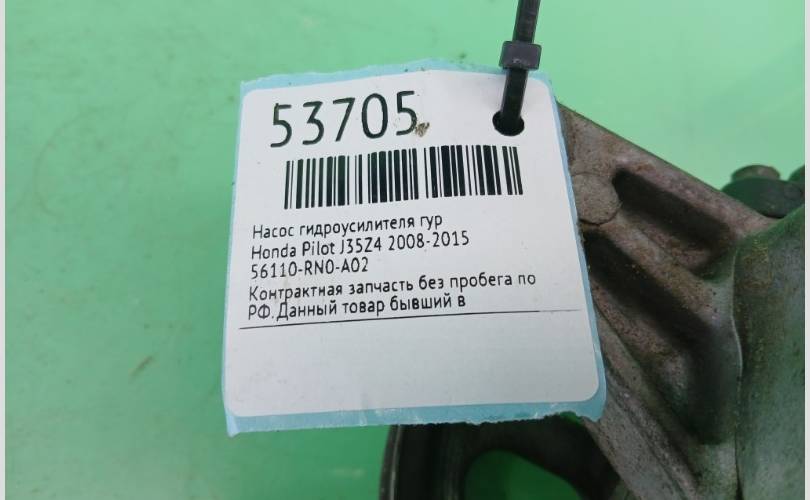 53705
Насос гидроусилителя гур
Honda Pilot J35Z4 2008-2015
56110-RN0-A02
Контрактная запчасть без пробега по
РФ. Данный товар бывший в